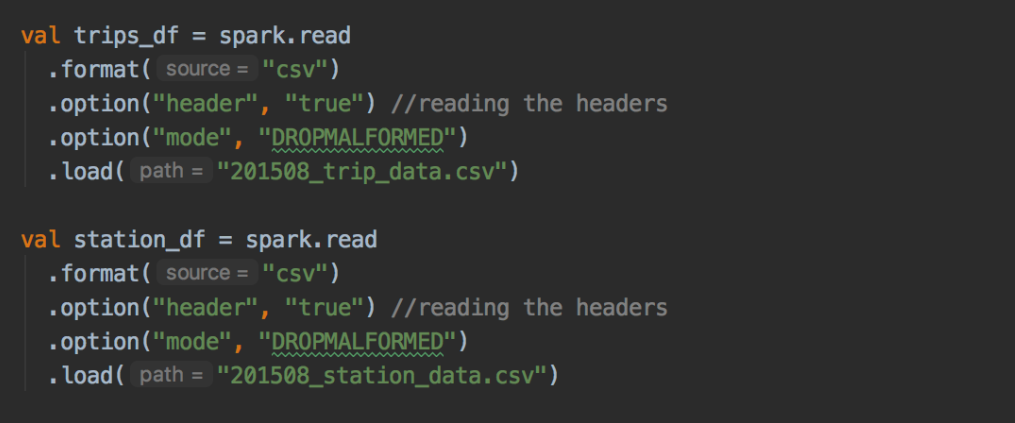 val trips_df = spark.read
.format( source = "csv")
.option("header", "true") //reading the headers
.option("mode", "DROPMALFORMED")
.load( path = "201508_trip_data.csv")
val station_df = spark.read
.format( source = "csv")
.option("header", "true") //reading the headers
.option("mode", "DROPMALFORMED")
.load( path = "201508_station_data.csv")